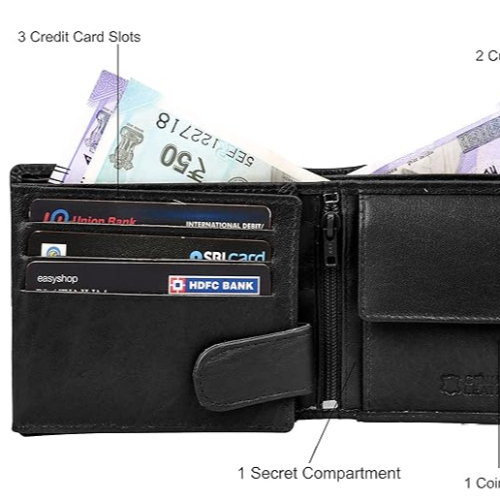 3 Credit Card Slots
2 C
5EF 122718
₹50
Union Bank
INTERNATIONAL DEBIT/
SBI card
easyshop
HDFC BANK
1 Secret Compartment
1 Coi